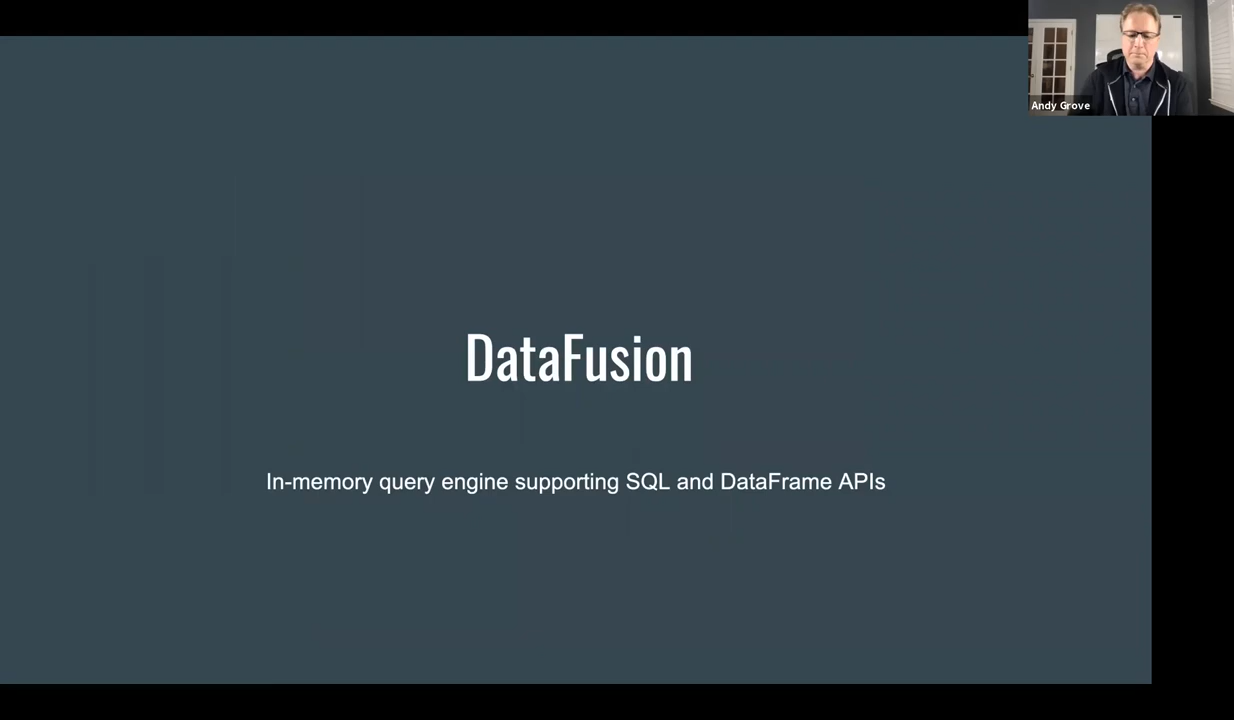 Andy Grove
DataFusion
In-memory query engine supporting SQL and DataFrame APIs